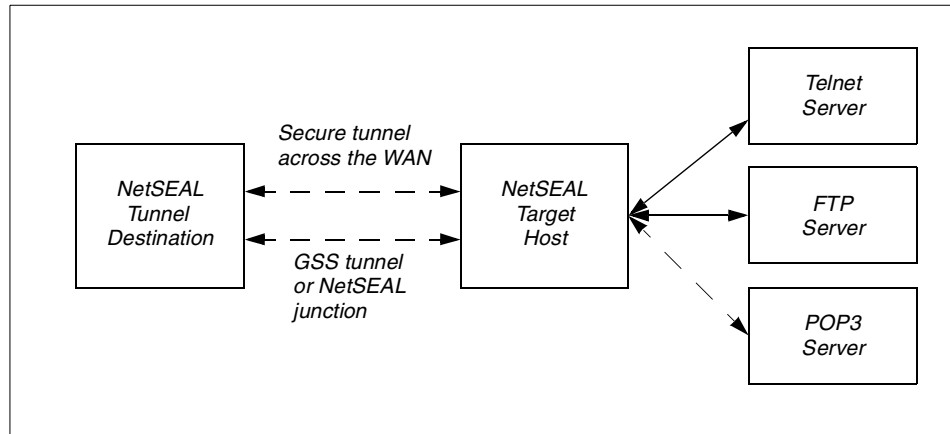 Secure tunnel
across the WAN
NetSEAL
Tunnel
Destination
GSS tunnel
or NetSEAL
junction
NetSEAL
Target
Host
Telnet
Server
FTP
Server
POP3
Server